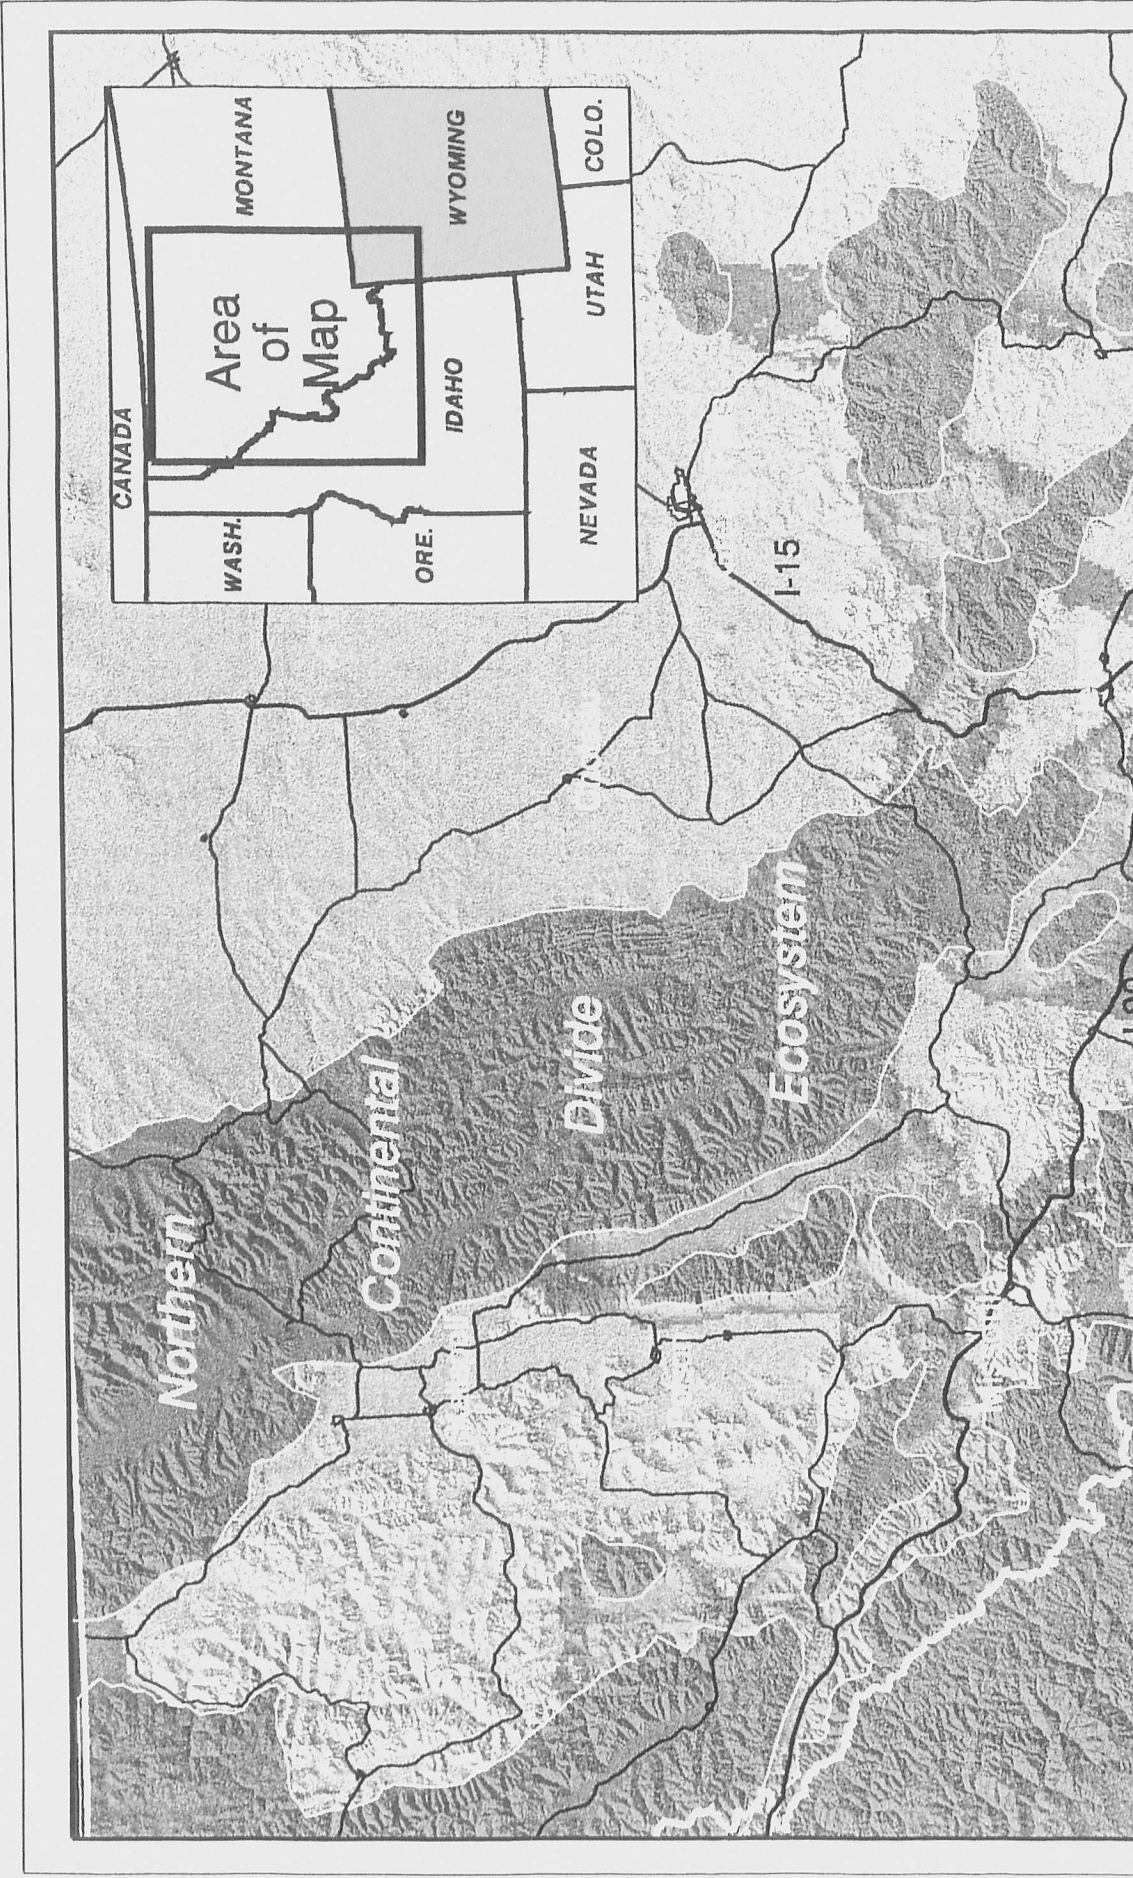 CANADA
MONTANA
WASH.
Area
of
Map
WYOMING
ORE.
IDAHO
NEVADA
UTAH
COLO.
Northern
Continental
Divide
Ecosystem
I-15